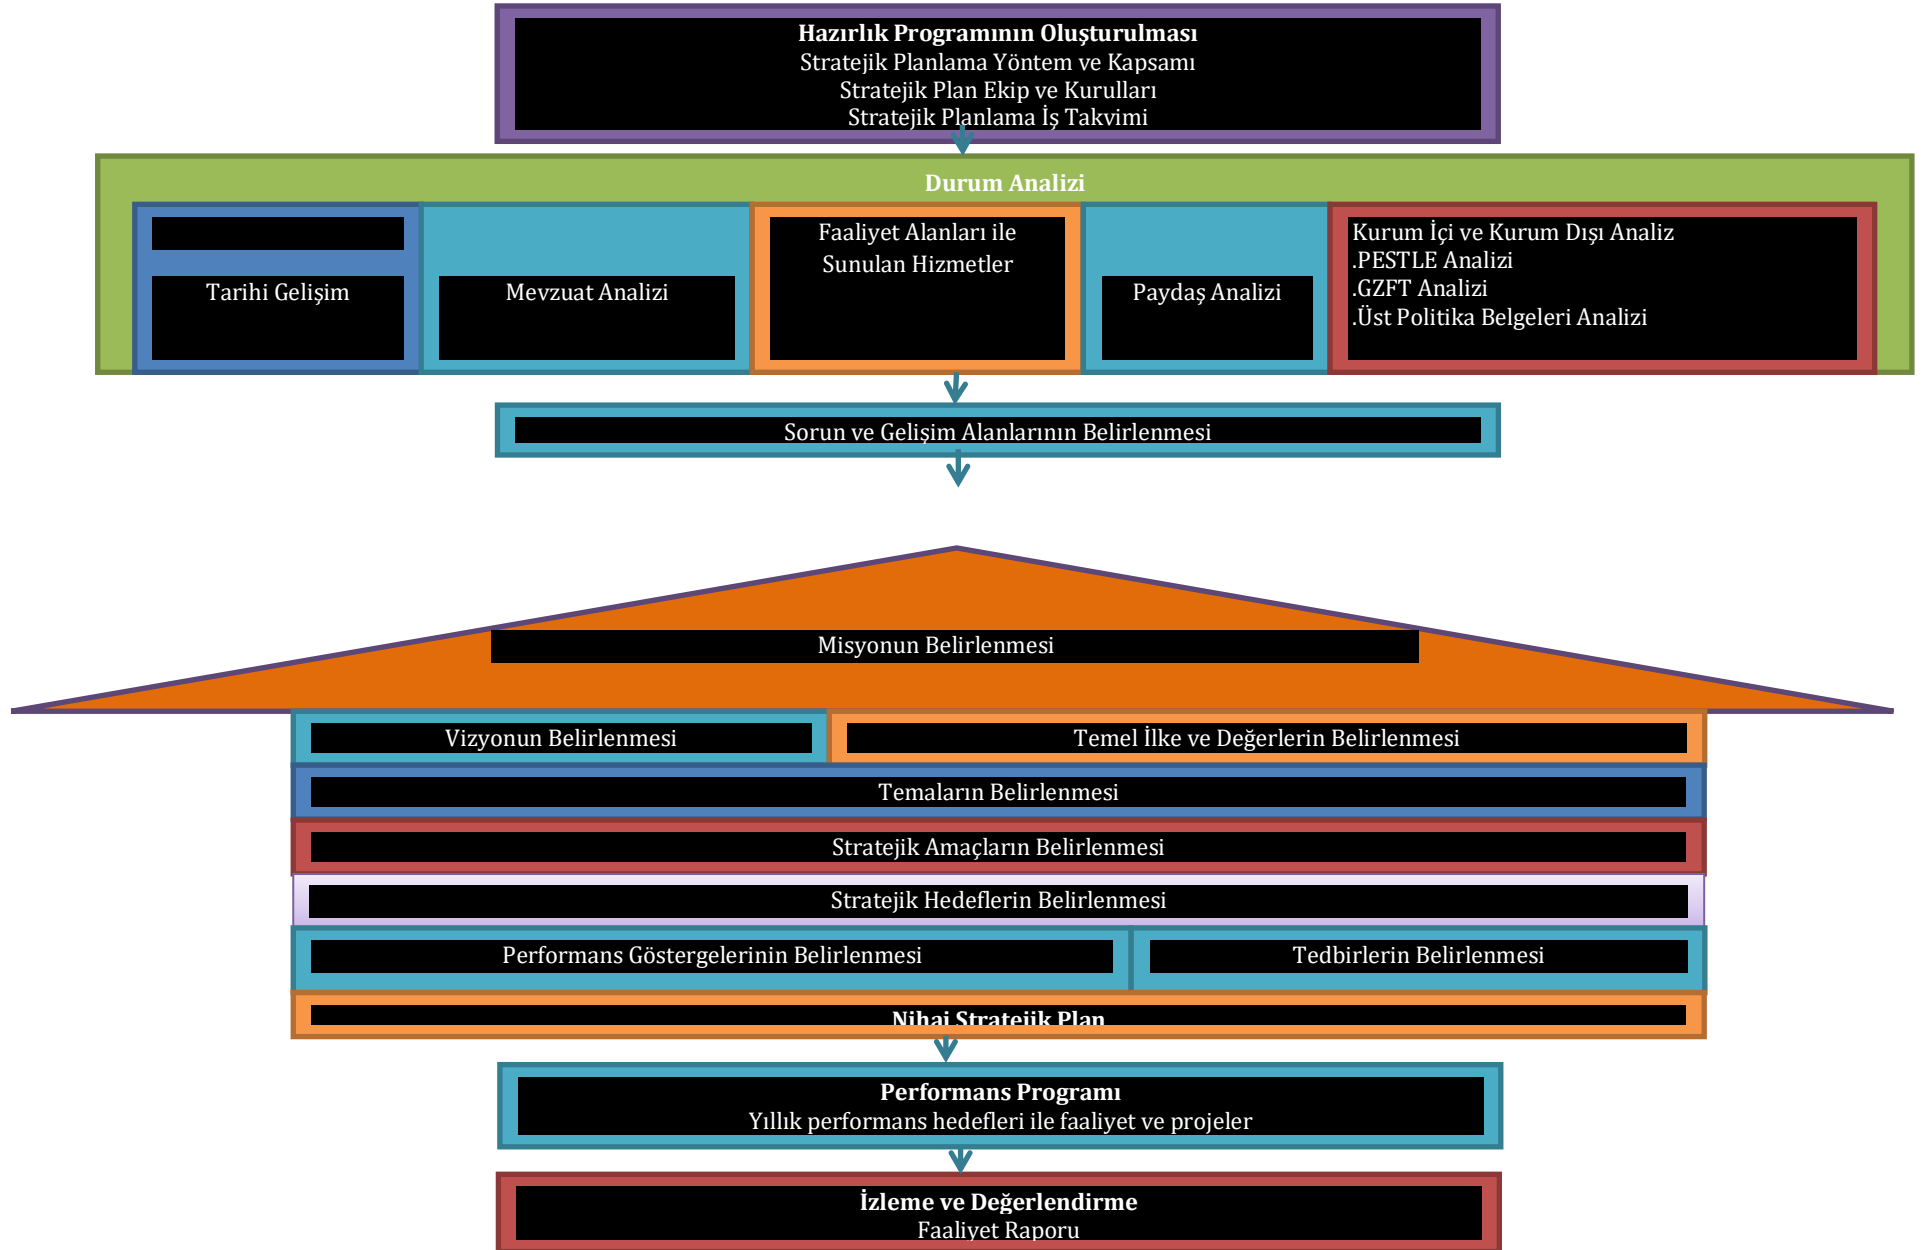 Hazırlık Programının Oluşturulması
Stratejik Planlama Yöntem ve Kapsamı
Stratejik Plan Ekip ve Kurulları
Stratejik Planlama İş Takvimi
Durum Analizi
Tarihi Gelişim
Mevzuat Analizi
Faaliyet Alanları ile
Sunulan Hizmetler
Paydaş Analizi
Kurum İçi ve Kurum Dışı Analiz
.PESTLE Analizi
.GZFT Analizi
.Üst Politika Belgeleri Analizi
Sorun ve Gelişim Alanlarının Belirlenmesi
Misyonun Belirlenmesi
Vizyonun Belirlenmesi
Temel İlke ve Değerlerin Belirlenmesi
Temaların Belirlenmesi
Stratejik Amaçların Belirlenmesi
Stratejik Hedeflerin Belirlenmesi
Performans Göstergelerinin Belirlenmesi
Tedbirlerin Belirlenmesi
Nihai Stratejik Plan
Performans Programı
Yıllık performans hedefleri ile faaliyet ve projeler
İzleme ve Değerlendirme
Faaliyet Raporu